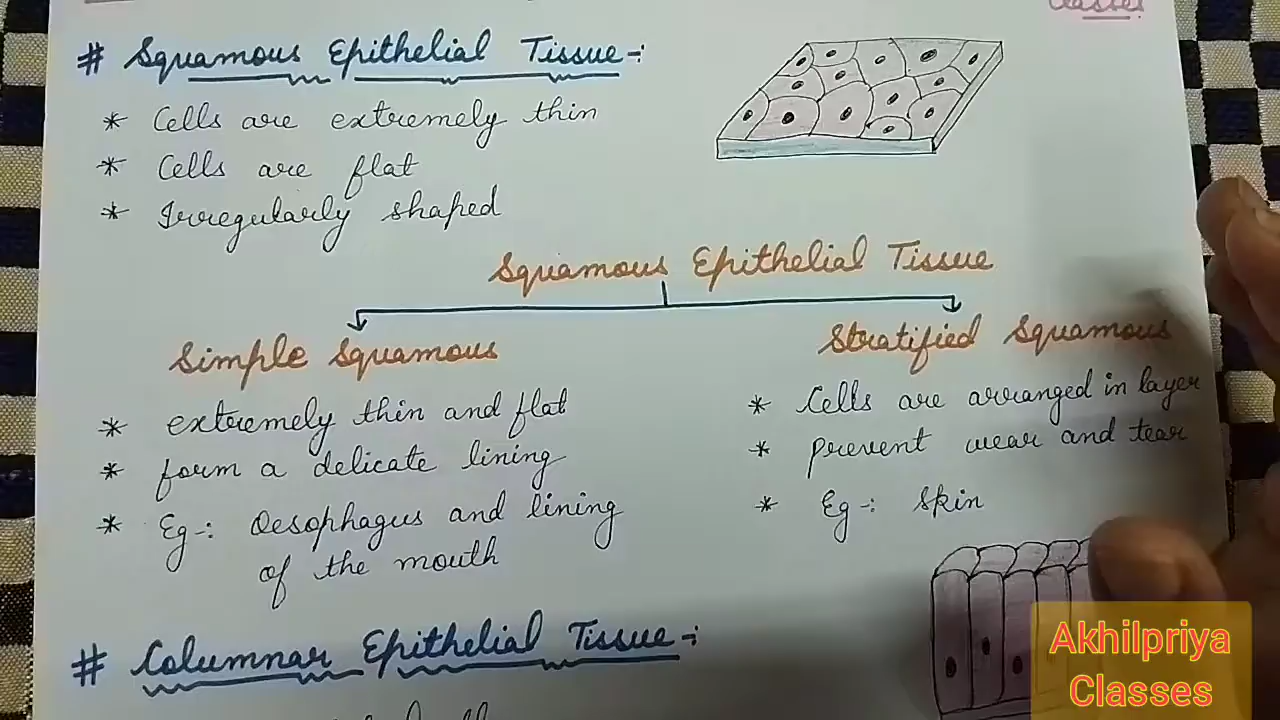 Classes
# Squamous Epithelial Tissue -:
* Cells are extremely thin
* Cells are flat
* Irregularly shaped
Squamous Epithelial Tissue
Simple Squamous
* extremely thin and flat
* form a delicate lining
* Eg -: Oesophagus and lining
of the mouth
Stratified Squamous
* Cells are arranged in layer
* prevent wear and tear
* Eg -: Skin
# Columnar Epithelial Tissue -:
Akhilpriya
Classes